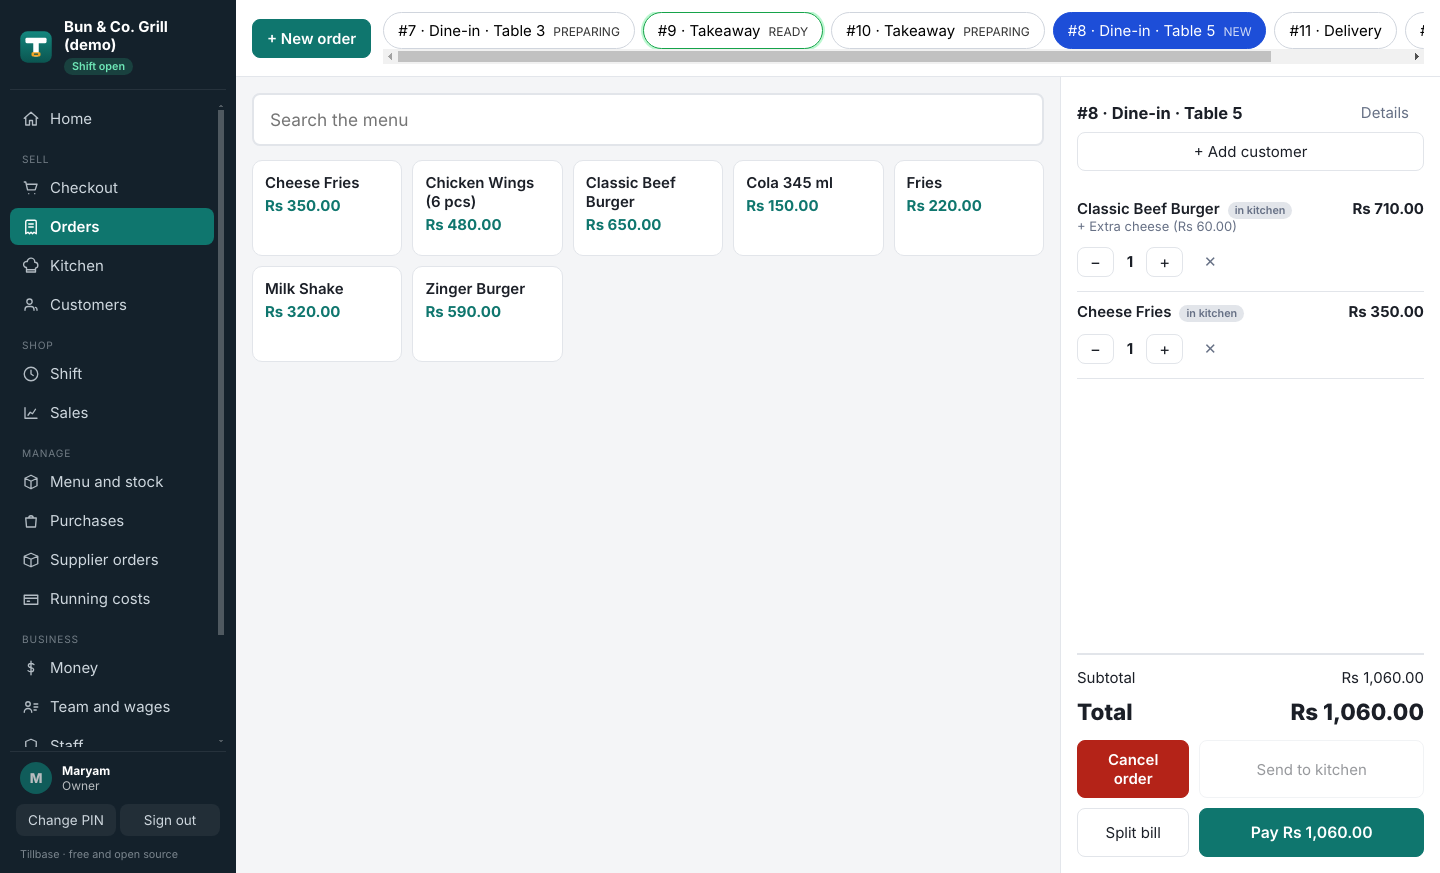 Bun & Co. Grill
(demo)
Shift open
Home
SELL
Checkout
Orders
Kitchen
Customers
SHOP
Shift
Sales
MANAGE
Menu and stock
Purchases
Supplier orders
Running costs
BUSINESS
Money
Team and wages
Staff
M
Maryam
Owner
Change PIN
Sign out
Tillbase · free and open source
+ New order
#7 · Dine-in · Table 3 PREPARING
#9 · Takeaway READY
#10 · Takeaway PREPARING
#8 · Dine-in · Table 5 NEW
#11 · Delivery
#
Search the menu
Cheese Fries
Rs 350.00
Chicken Wings
(6 pcs)
Rs 480.00
Classic Beef
Burger
Rs 650.00
Cola 345 ml
Rs 150.00
Fries
Rs 220.00
Milk Shake
Rs 320.00
Zinger Burger
Rs 590.00
#8 · Dine-in · Table 5
Details
+ Add customer
Classic Beef Burger in kitchen Rs 710.00
+ Extra cheese (Rs 60.00)
− 1 + ×
Cheese Fries in kitchen Rs 350.00
− 1 + ×
Subtotal Rs 1,060.00
Total Rs 1,060.00
Cancel
order
Send to kitchen
Split bill
Pay Rs 1,060.00